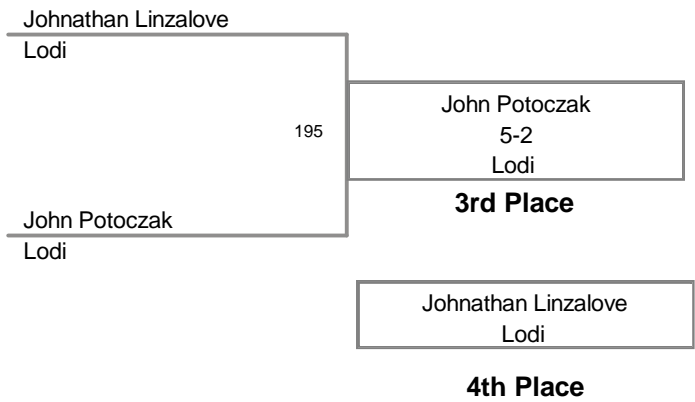 Johnathan Linzalove
Lodi
195
John Potoczak
5-2
Lodi
3rd Place
John Potoczak
Lodi
Johnathan Linzalove
Lodi
4th Place